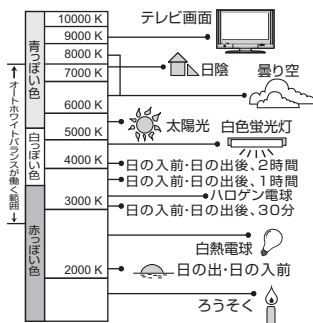 10000 K
9000 K
8000 K
7000 K
6000 K
5000 K
4000 K
3000 K
2000 K
青っぽい色
白っぽい色
赤っぽい色
オートホワイトバランスが働く範囲
テレビ画面
日陰
曇り空
太陽光
白色蛍光灯
日の入前・日の出後、2時間
日の入前・日の出後、1時間
ハロゲン電球
日の入前・日の出後、30分
白熱電球
日の出・日の入前
ろうそく